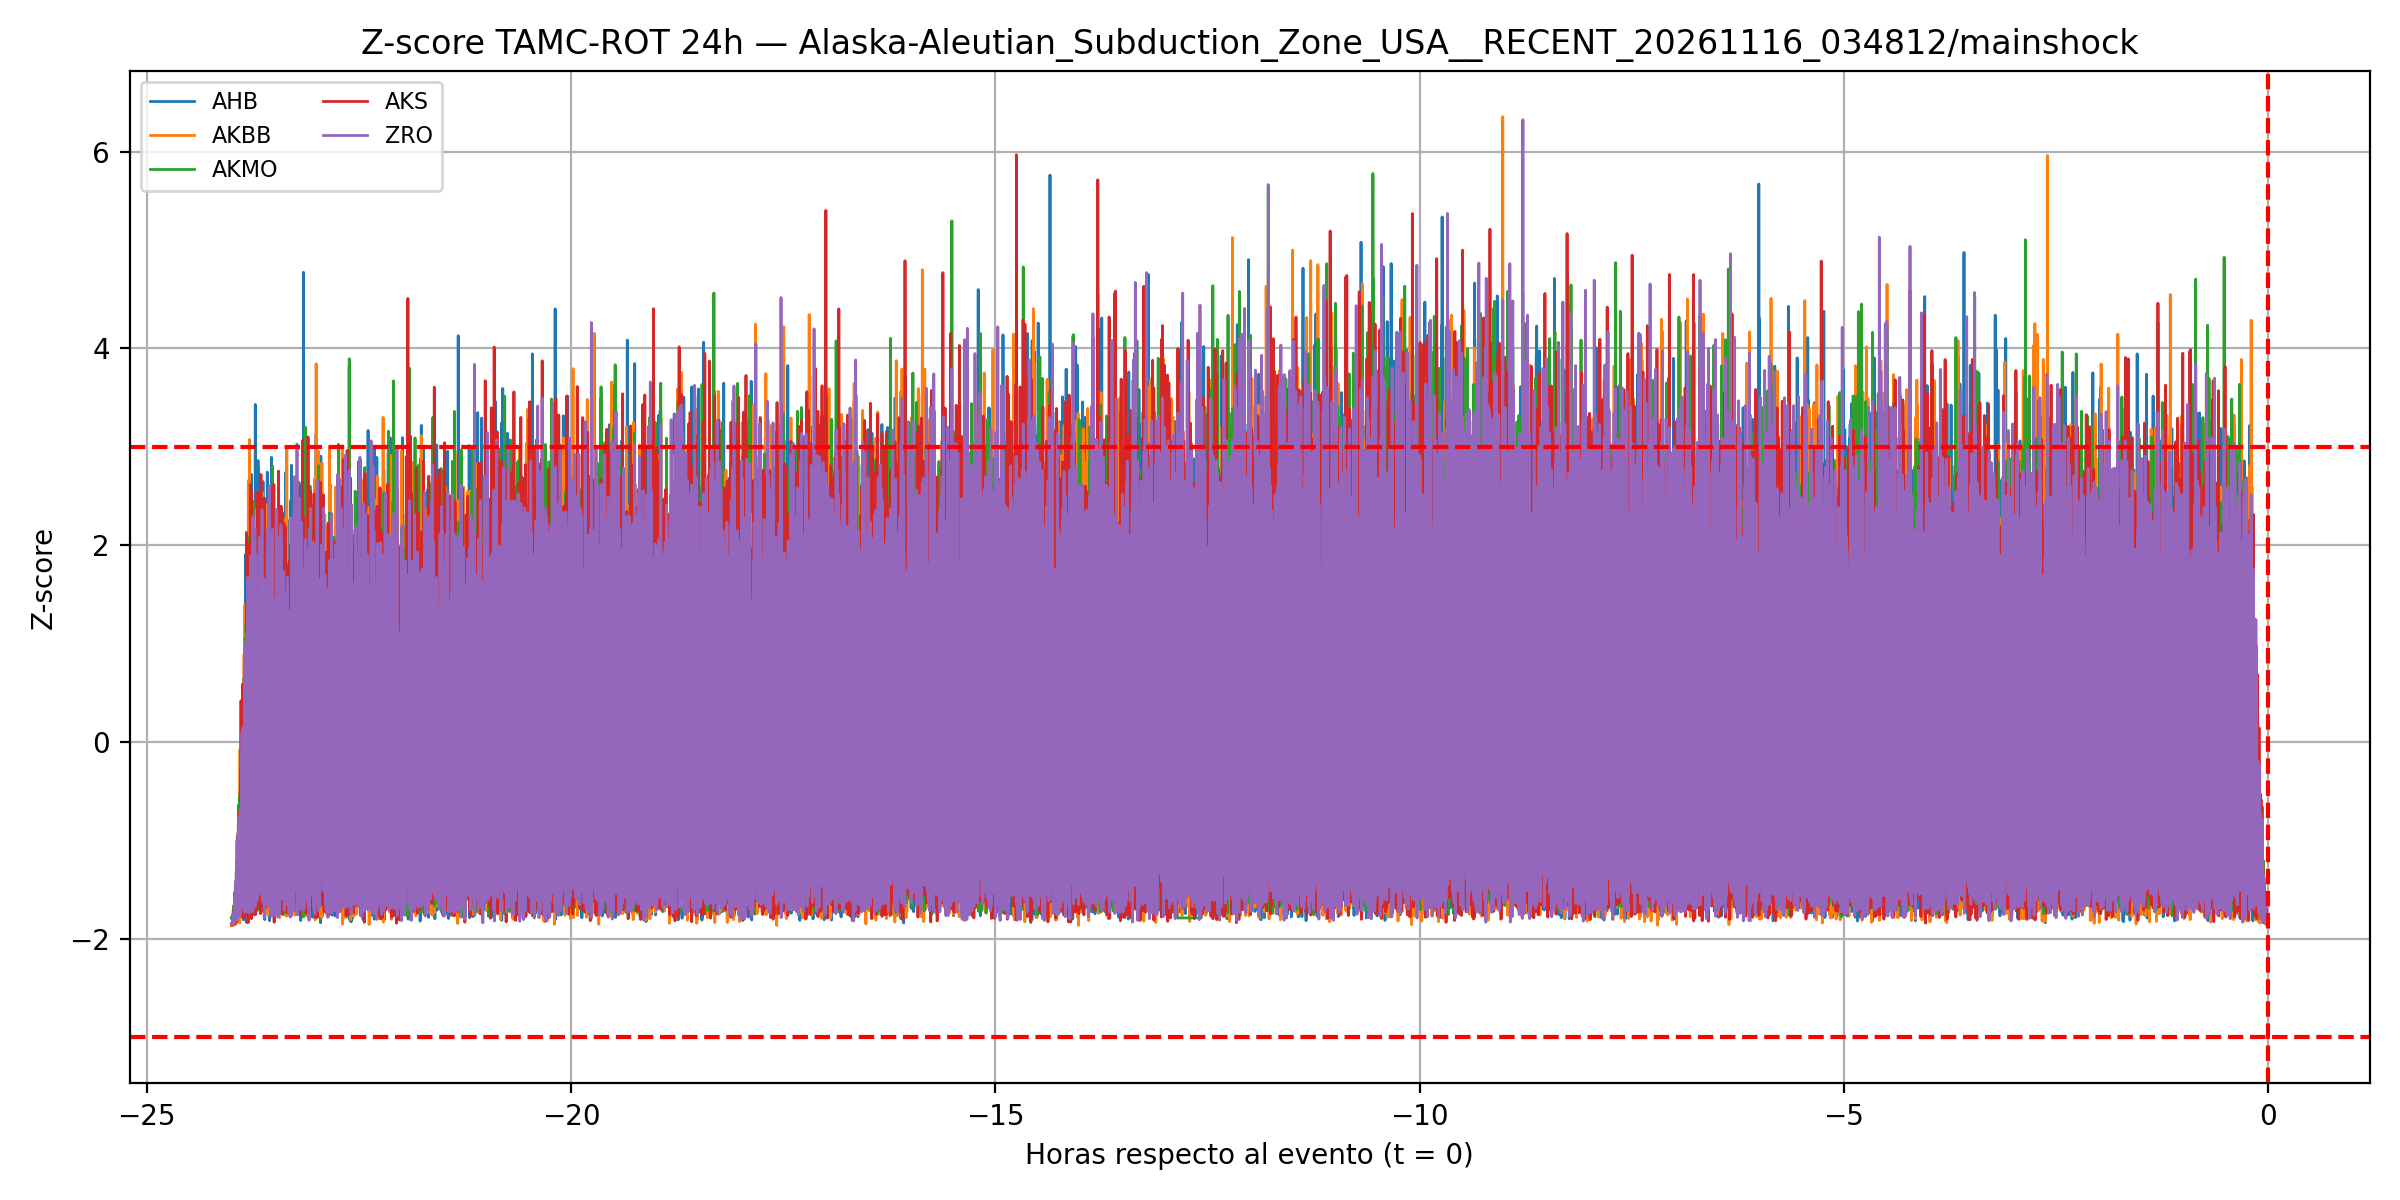 Z-score TAMC-ROT 24h — Alaska-Aleutian_Subduction_Zone_USA__RECENT_20261116_034812/mainshock
AHB
AKBB
AKMO
AKS
ZRO
6
4
2
0
−2
Z-score
−25
−20
−15
−10
−5
0
Horas respecto al evento (t = 0)